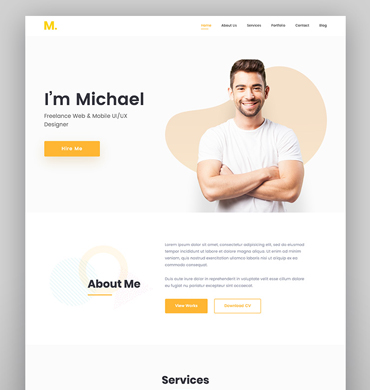 M.
Home
About Us
Services
Portfolio
Contact
Blog
I'm Michael
Freelance Web & Mobile UI/UX
Designer
Hire Me
About Me
Lorem ipsum dolor sit amet, consectetur adipisicing elit, sed do eiusmod
tempor incididunt ut labore et dolore magna aliqua. Ut enim ad minim
veniam, quis nostrud exercitation ullamco laboris nisi ut aliquip ex ea
commodo consequat.
Duis aute irure dolor in reprehenderit in voluptate velit esse cillum dolore
eu fugiat nulla pariatur excepteur sint occaecat.
View Works
Download CV
Services